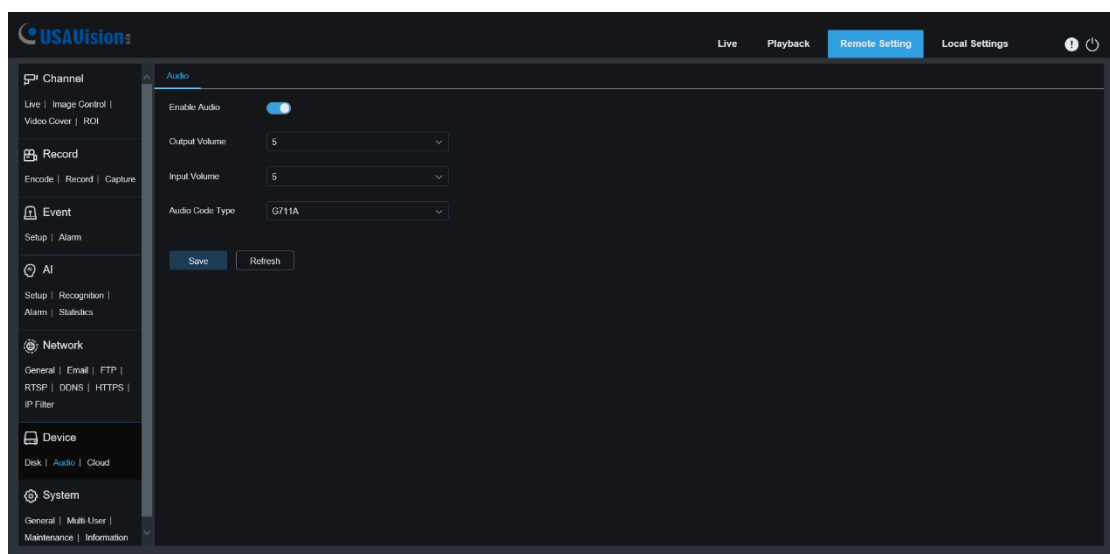 USAVision
Live Playback Remote Setting Local Settings
Channel
Live | Image Control |
Video Cover | ROI
Record
Encode | Record | Capture
Event
Setup | Alarm
AI
Setup | Recognition |
Alarm | Statistics
Network
General | Email | FTP |
RTSP | DDNS | HTTPS |
IP Filter
Device
Disk | Audio | Cloud
System
General | Multi-User |
Maintenance | Information
Audio
Enable Audio
Output Volume 5
Input Volume 5
Audio Code Type G711A
Save Refresh